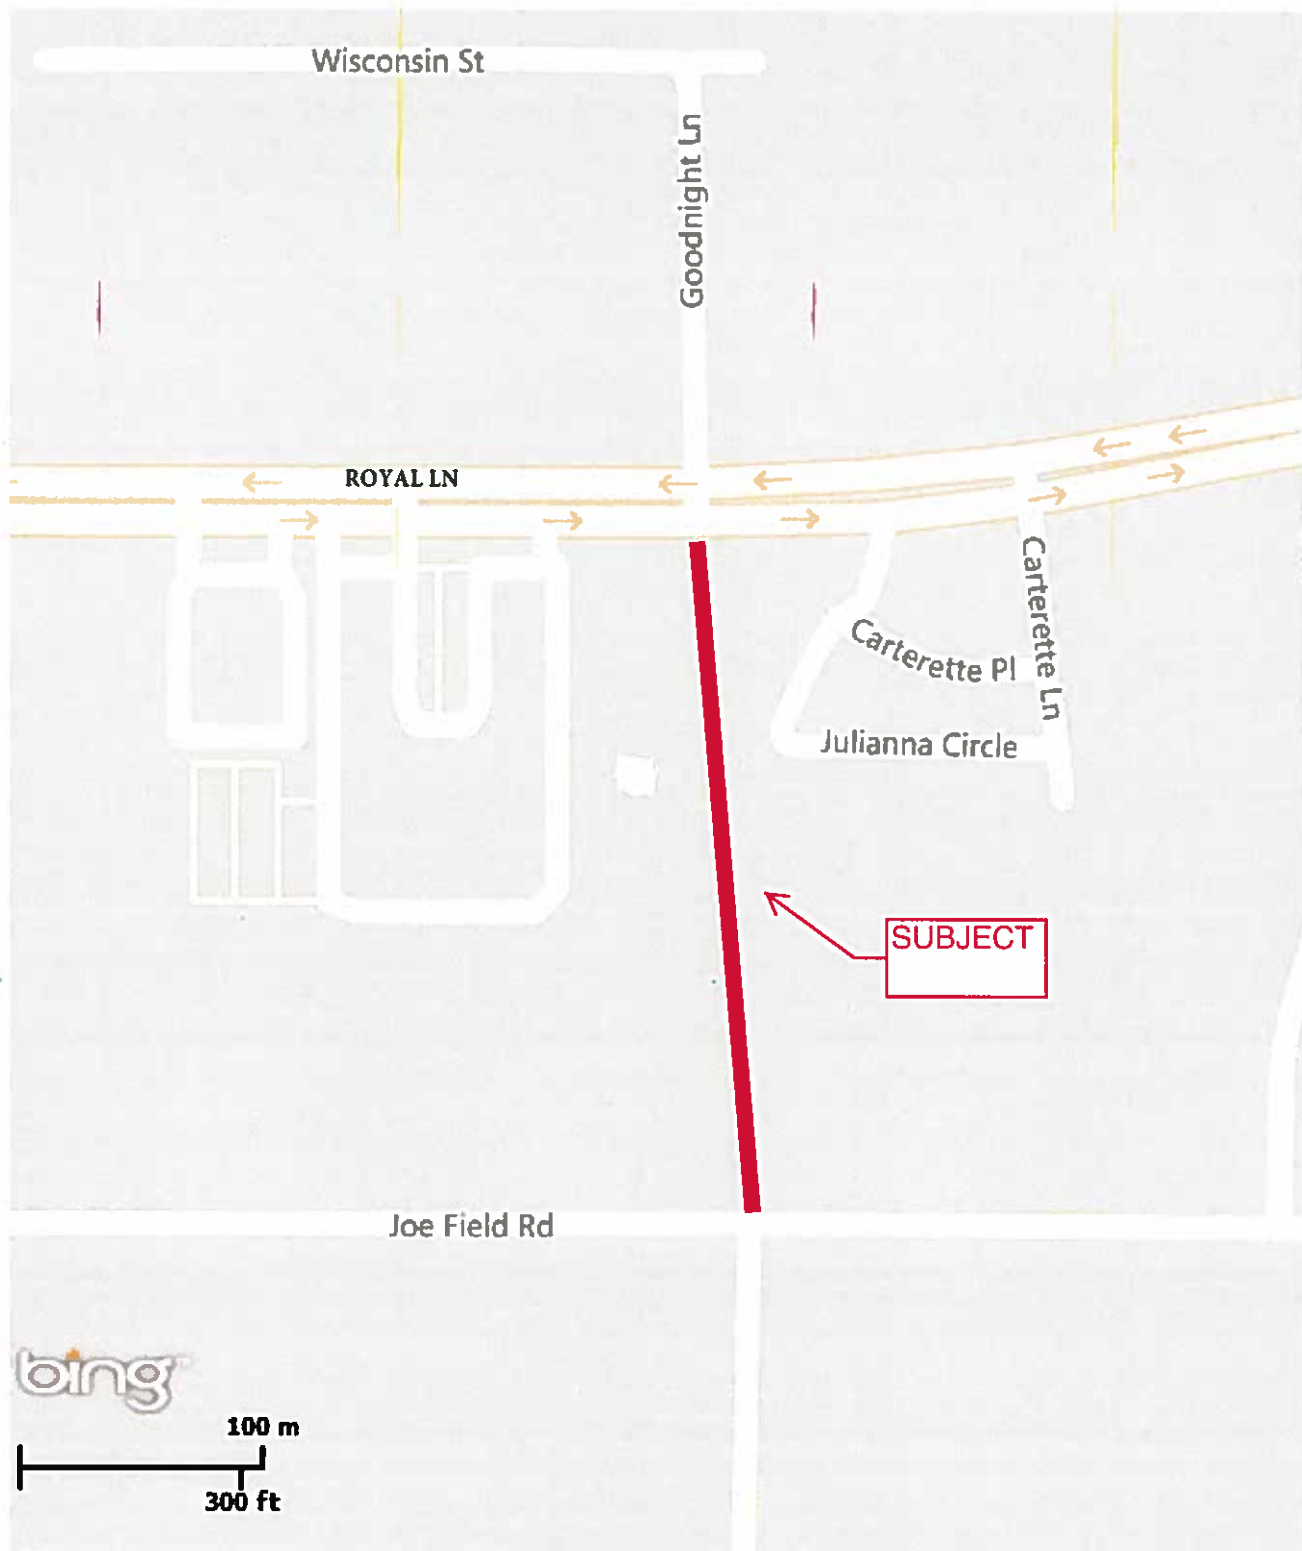 Wisconsin St
Goodnight Ln
ROYAL LN
Carterette Ln
Carterette Pl
Julianna Circle
SUBJECT
Joe Field Rd
bing
100 m
300 ft